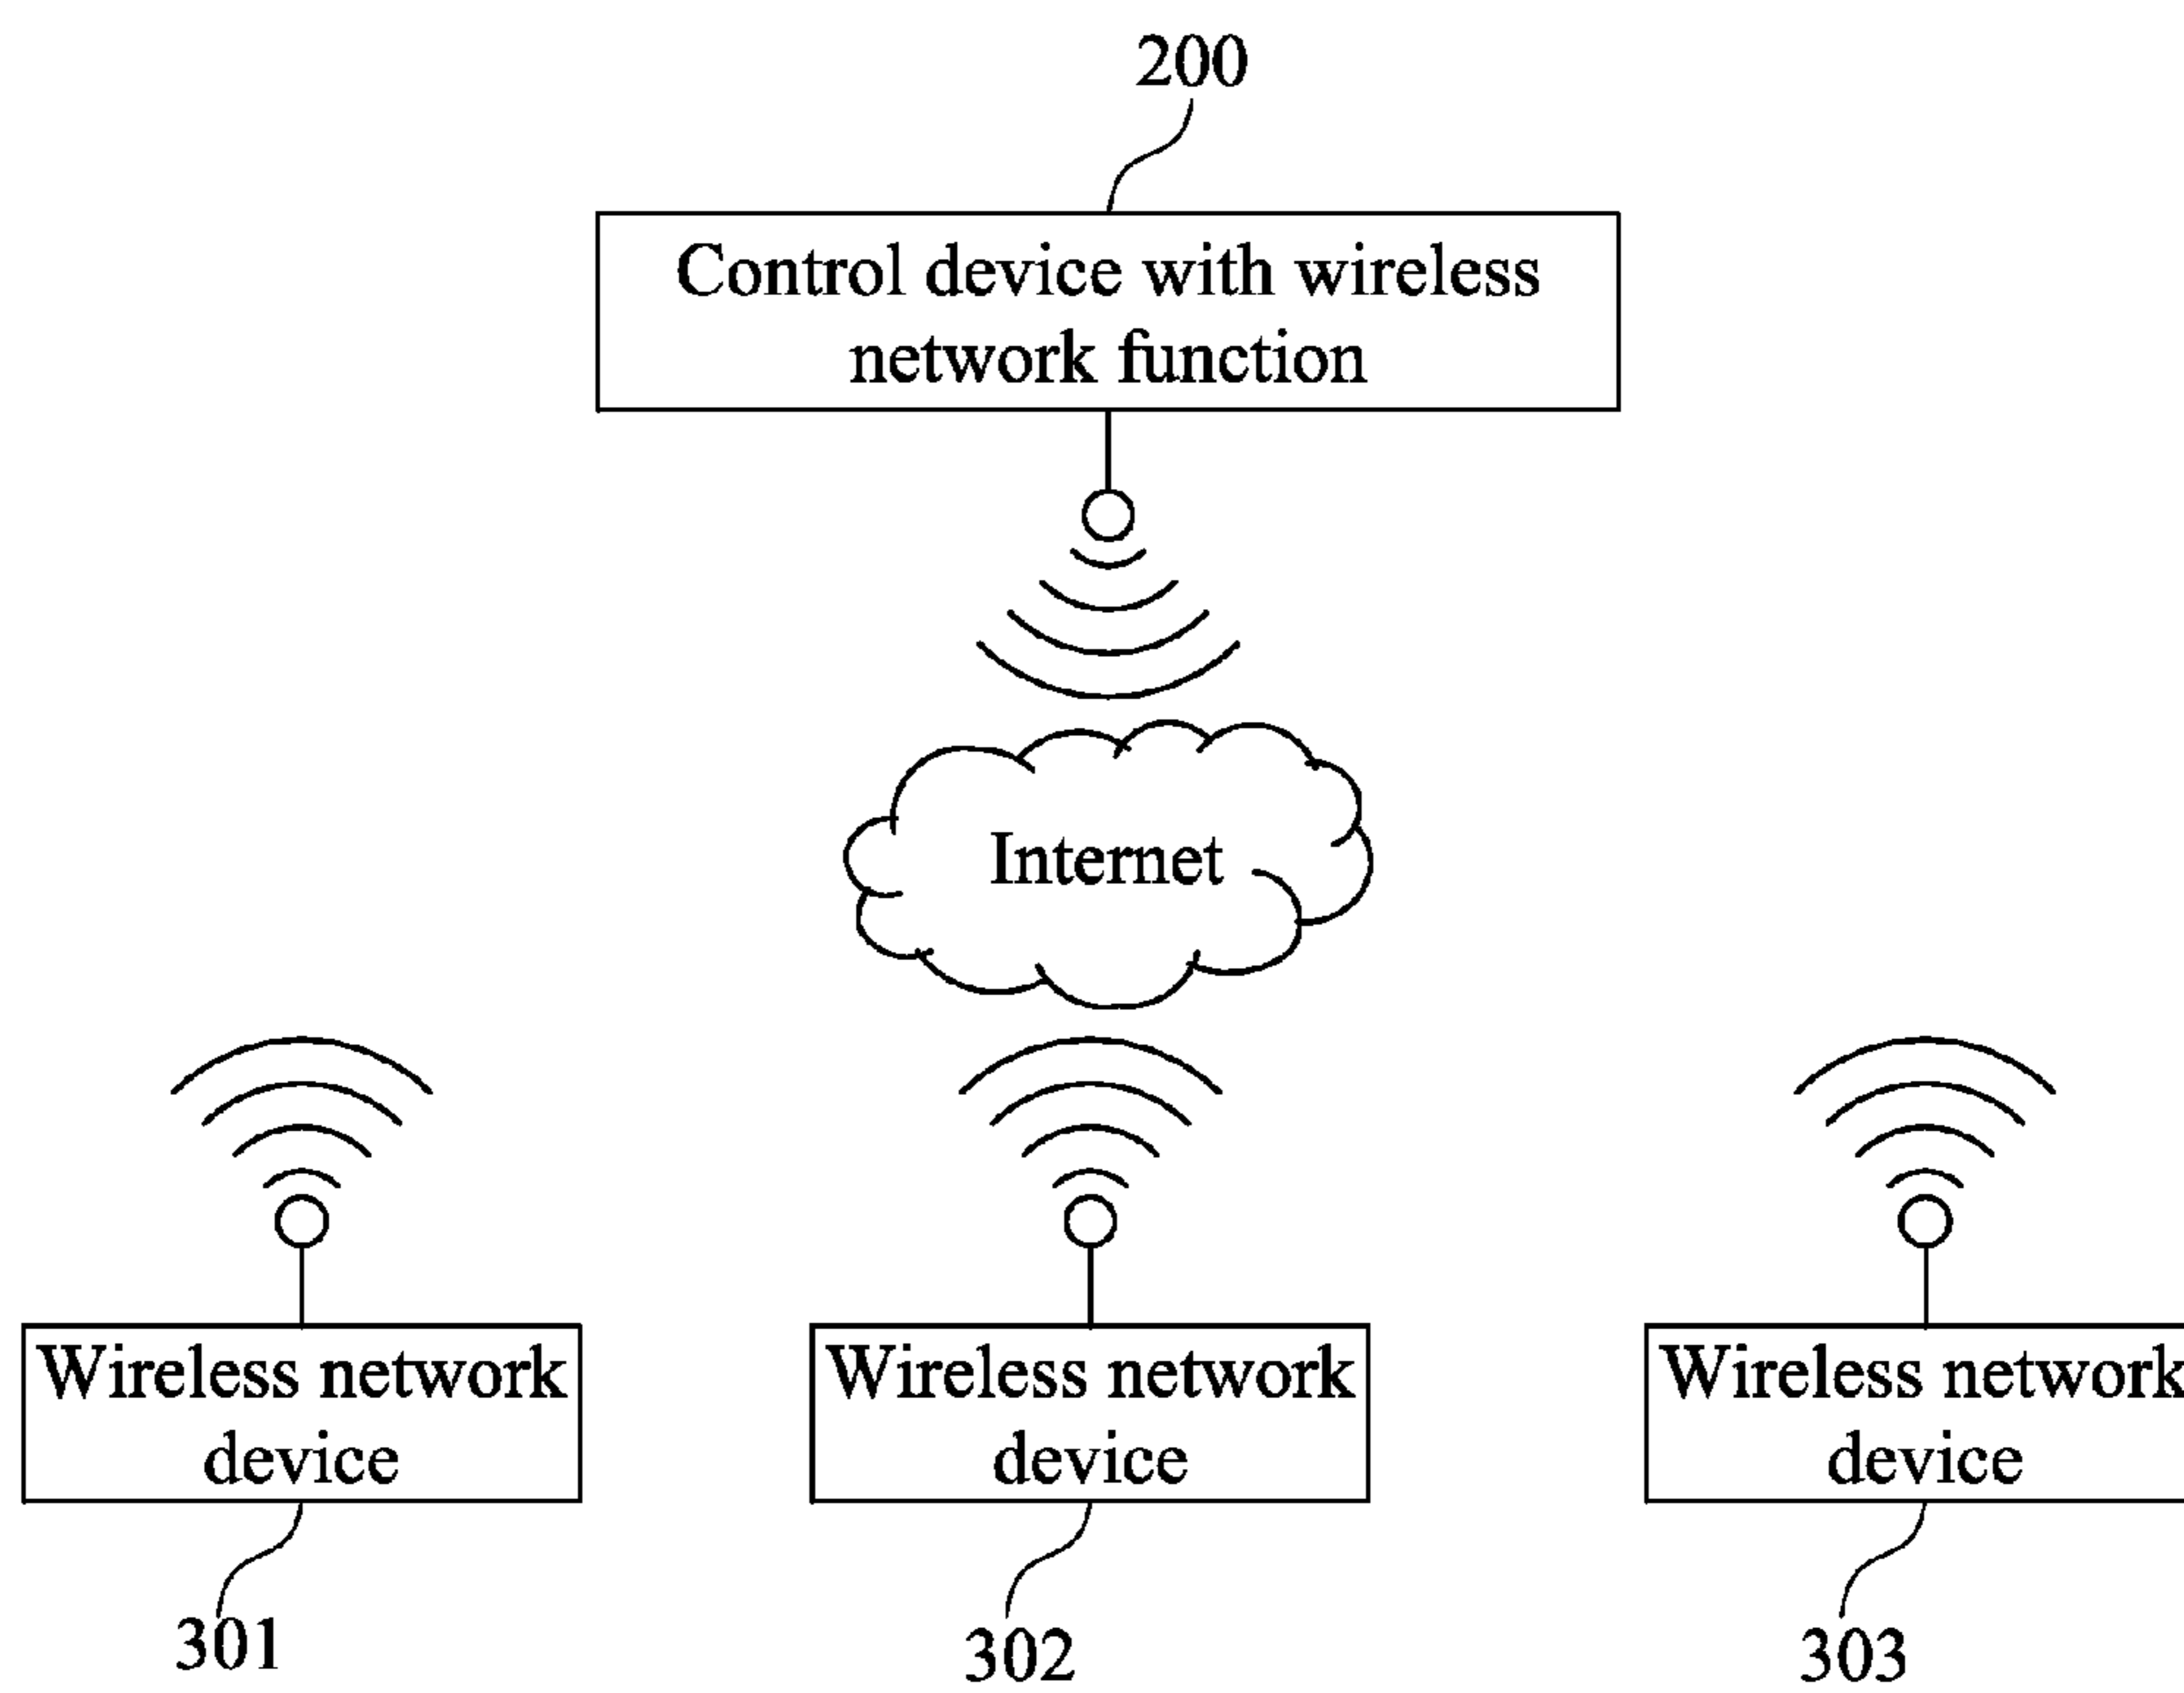 200
Control device with wireless
network function
Internet
Wireless network
device
Wireless network
device
Wireless network
device
301
302
303